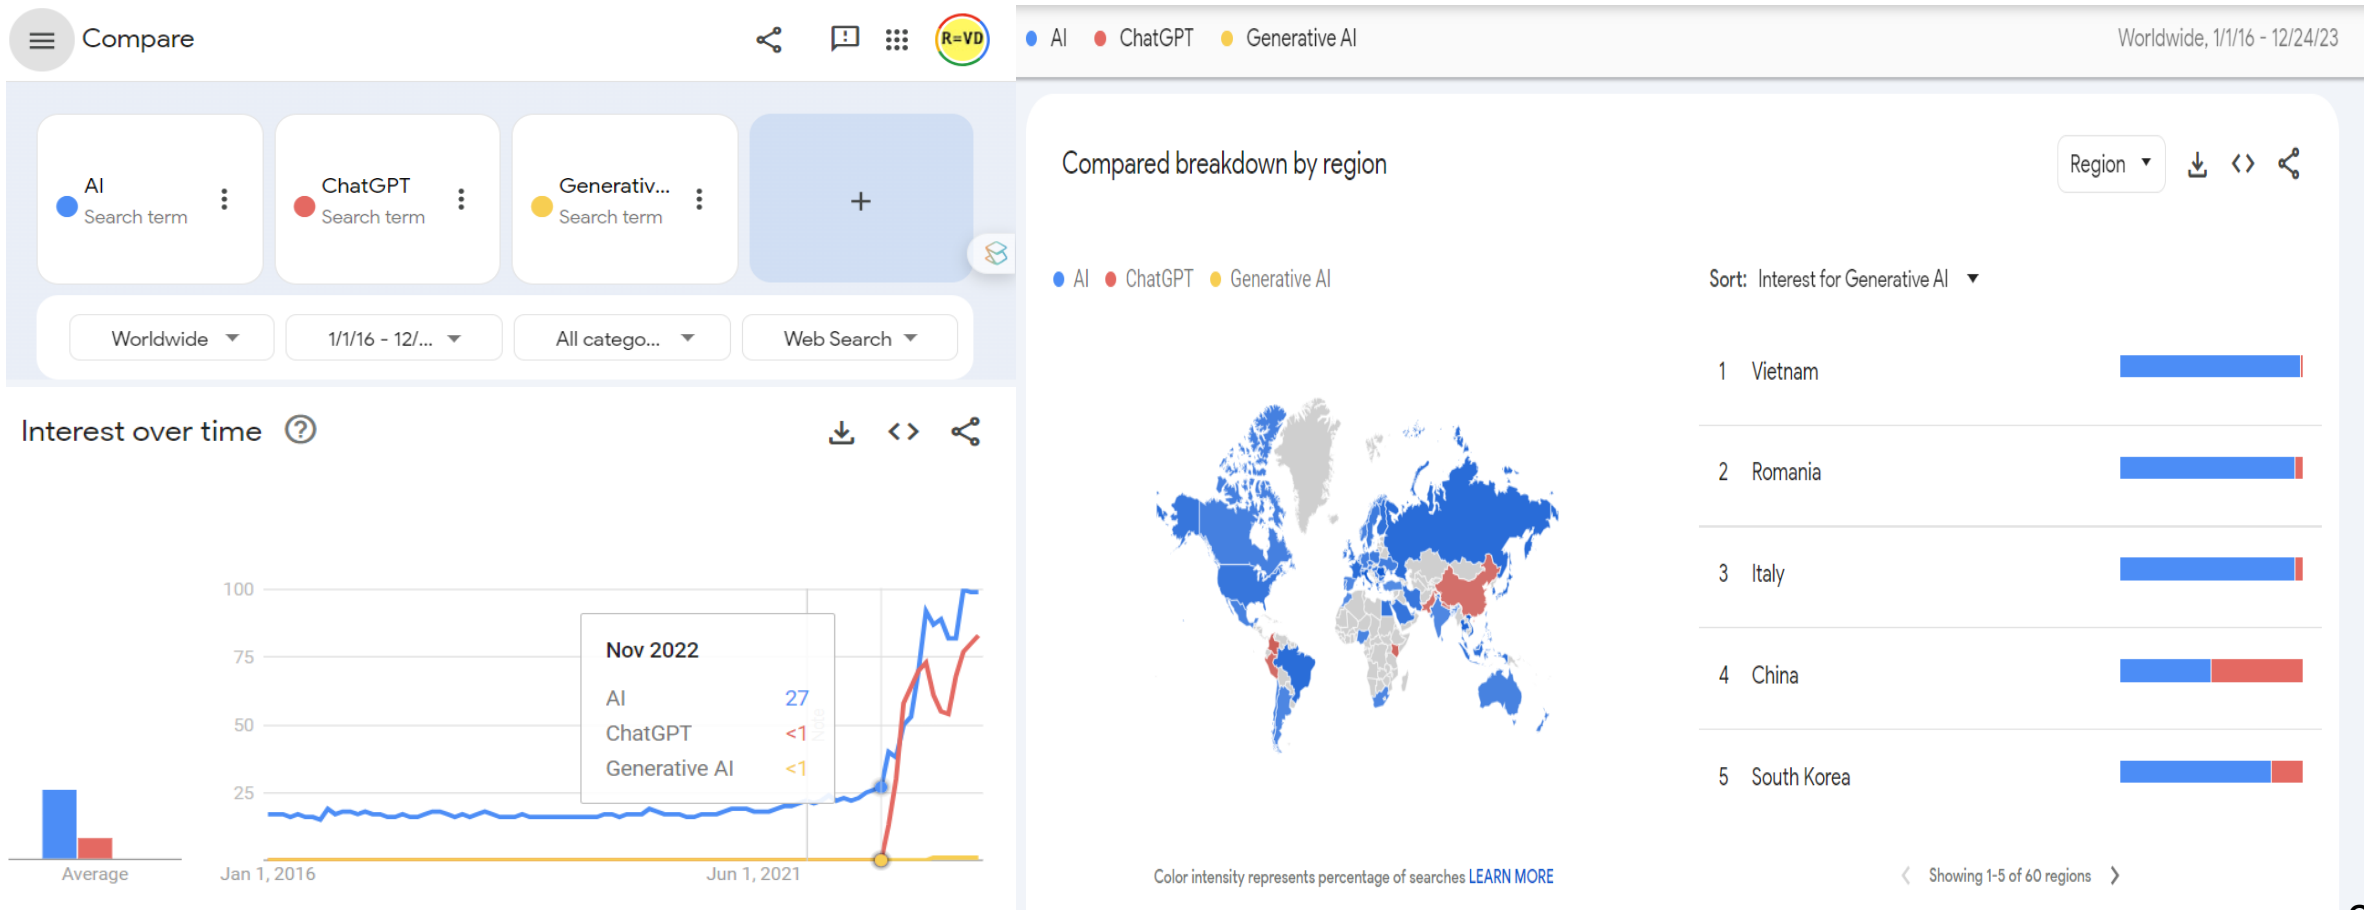 Compare
R=VD
AI
Search term
ChatGPT
Search term
Generativ...
Search term
+
Worldwide
1/1/16 - 12/...
All catego...
Web Search
Interest over time
100
75
50
25
Nov 2022
AI 27
ChatGPT <1
Generative AI <1
Note
Average
Jan 1, 2016
Jun 1, 2021
AI ChatGPT Generative AI
Worldwide, 1/1/16 - 12/24/23
Compared breakdown by region
Region
AI ChatGPT Generative AI
Sort: Interest for Generative AI
1 Vietnam
2 Romania
3 Italy
4 China
5 South Korea
Color intensity represents percentage of searches LEARN MORE
Showing 1-5 of 60 regions